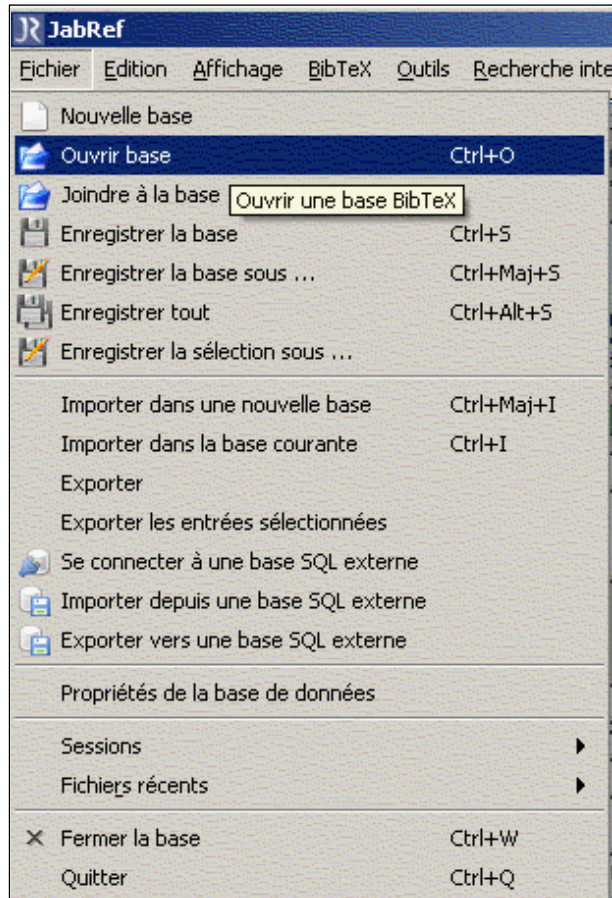 JabRef
Fichier Edition Affichage BibTeX Outils Recherche inte
Nouvelle base
Ouvrir base Ctrl+O
Joindre à la base
Ouvrir une base BibTeX
Enregistrer la base Ctrl+S
Enregistrer la base sous ... Ctrl+Maj+S
Enregistrer tout Ctrl+Alt+S
Enregistrer la sélection sous ...
Importer dans une nouvelle base Ctrl+Maj+I
Importer dans la base courante Ctrl+I
Exporter
Exporter les entrées sélectionnées
Se connecter à une base SQL externe
Importer depuis une base SQL externe
Exporter vers une base SQL externe
Propriétés de la base de données
Sessions
Fichiers récents
Fermer la base Ctrl+W
Quitter Ctrl+Q